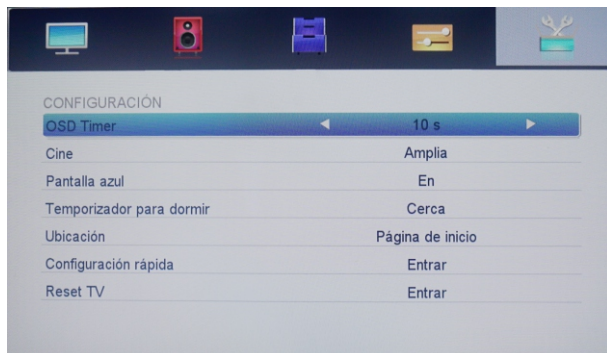 CONFIGURACIÓN
OSD Timer 10 s
Cine Amplia
Pantalla azul En
Temporizador para dormir Cerca
Ubicación Página de inicio
Configuración rápida Entrar
Reset TV Entrar